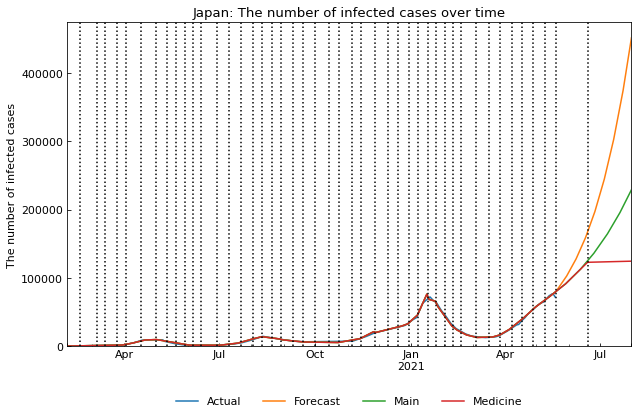 Japan: The number of infected cases over time
The number of infected cases
400000
300000
200000
100000
0
Apr
Jul
Oct
Jan
2021
Apr
Jul
Actual
Forecast
Main
Medicine